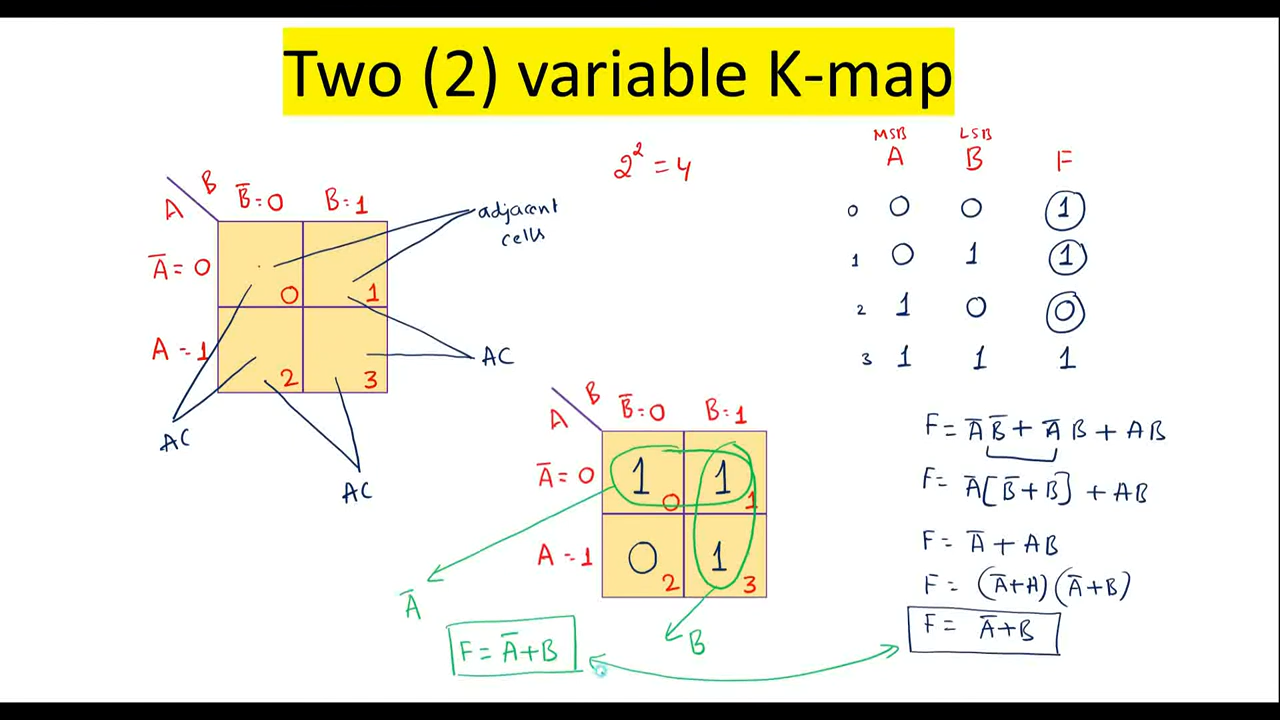 Two (2) variable K-map
2² = 4
A B B̅=0 B=1
A̅=0 0 1
A=1 2 3
adjacent
cells
AC
AC
AC
MSB LSB
A B F
0 0 0 1
1 0 1 1
2 1 0 0
3 1 1 1
A B B̅=0 B=1
A̅=0 1 0 1 1
A=1 0 2 1 3
A̅
B
F = A̅+B
F = A̅ B̅ + A̅ B + AB
F = A̅[B̅+B] + AB
F = A̅ + AB
F = (A̅+A)(A̅+B)
F = A̅+B